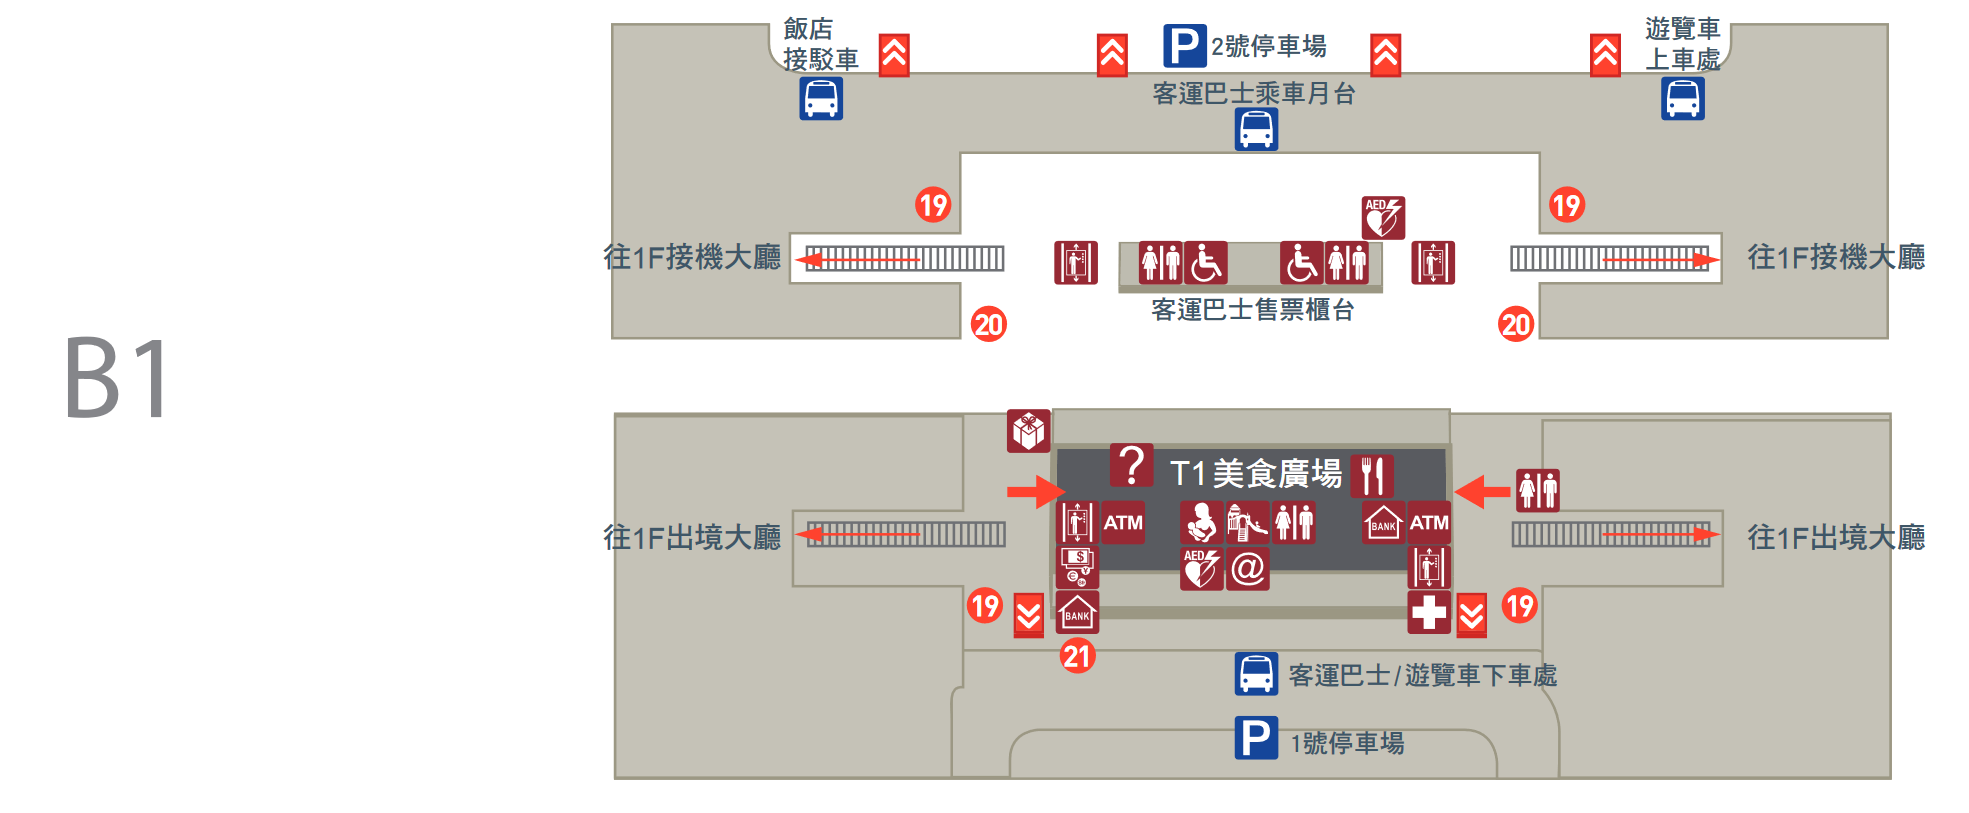 飯店
接駁車
P 2號停車場
遊覽車
上車處
客運巴士乘車月台
19
19
AED
往1F接機大廳
往1F接機大廳
客運巴士售票櫃台
20
20
B1
? T1美食廣場
ATM
BANK
ATM
往1F出境大廳
往1F出境大廳
$
AED
@
19
BANK
19
21
客運巴士/遊覽車下車處
P 1號停車場